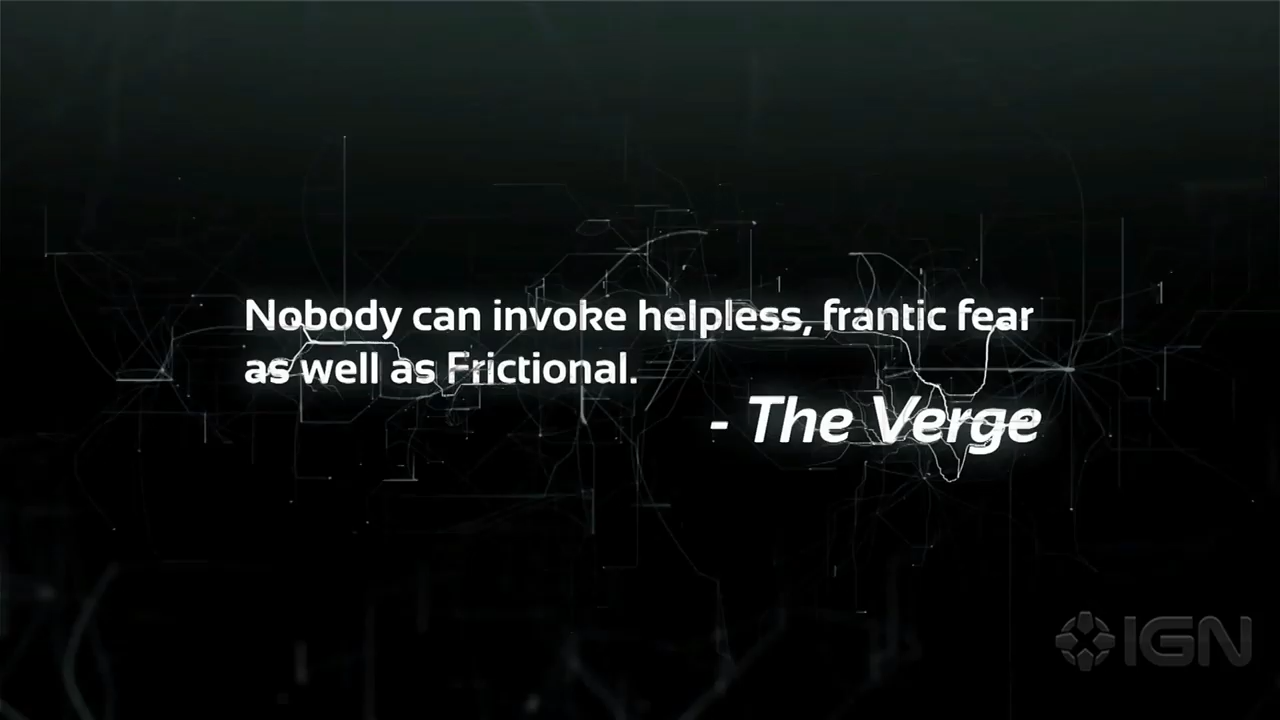 Nobody can invoke helpless, frantic fear
as well as Frictional.
- The Verge
IGN